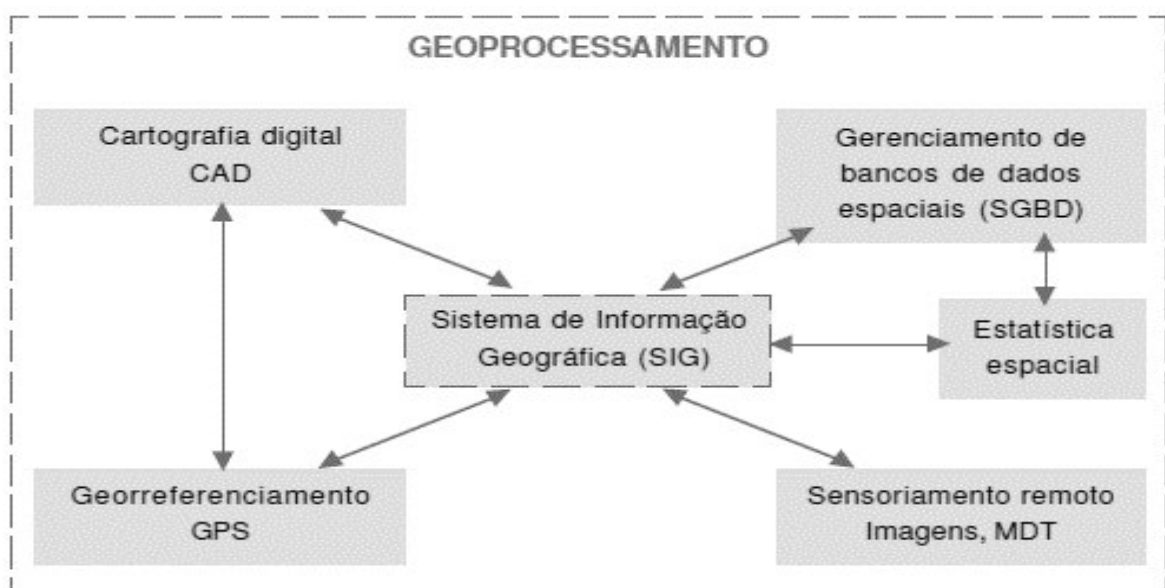 GEOPROCESSAMENTO
Cartografia digital
CAD
Gerenciamento de
bancos de dados
espaciais (SGBD)
Sistema de Informação
Geográfica (SIG)
Estatística
espacial
Georreferenciamento
GPS
Sensoriamento remoto
Imagens, MDT